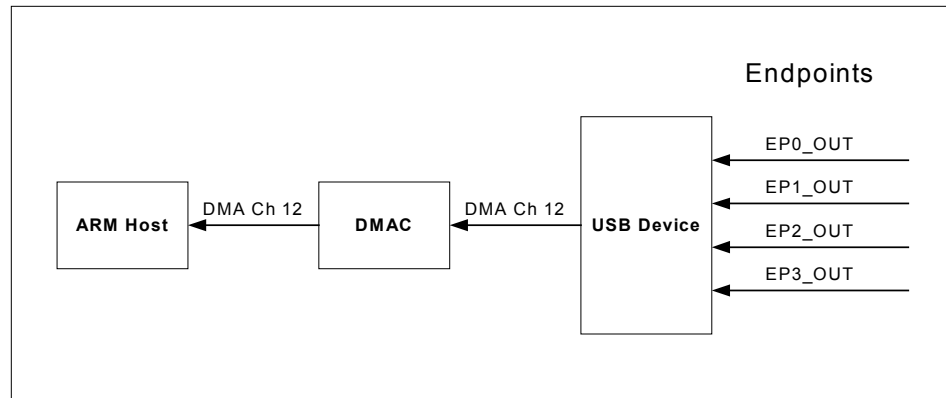 Endpoints
EP0_OUT
EP1_OUT
ARM Host
DMA Ch 12
DMAC
DMA Ch 12
USB Device
EP2_OUT
EP3_OUT